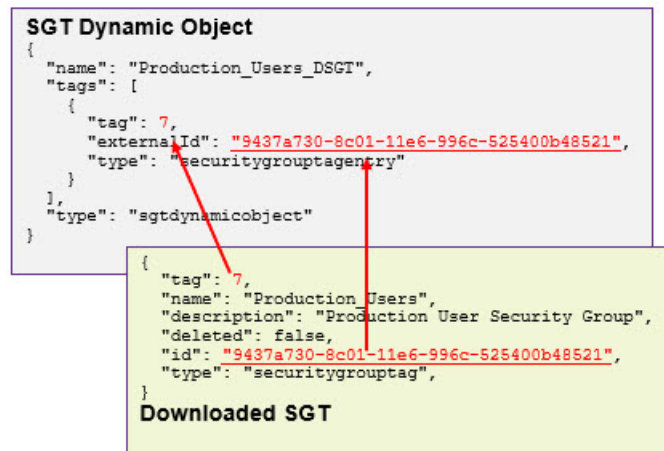 SGT Dynamic Object
{
  "name": "Production_Users_DSGT",
  "tags": [
    {
      "tag": 7,
      "externalId": "9437a730-8c01-11e6-996c-525400b48521",
      "type": "securitygrouptagentry"
    }
  ],
  "type": "sgtdynamicobject"
}
{
  "tag": 7,
  "name": "Production_Users",
  "description": "Production User Security Group",
  "deleted": false,
  "id": "9437a730-8c01-11e6-996c-525400b48521",
  "type": "securitygrouptag",
}
Downloaded SGT